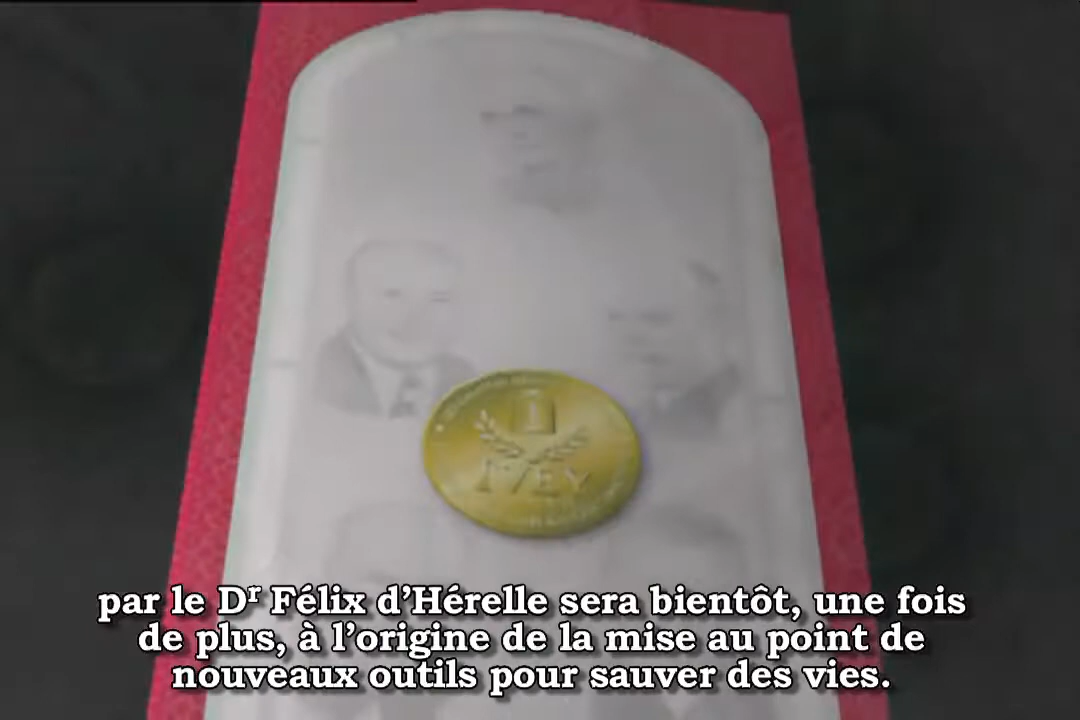 1
par le Dʳ Félix d’Hérelle sera bientôt, une fois
de plus, à l’origine de la mise au point de
nouveaux outils pour sauver des vies.